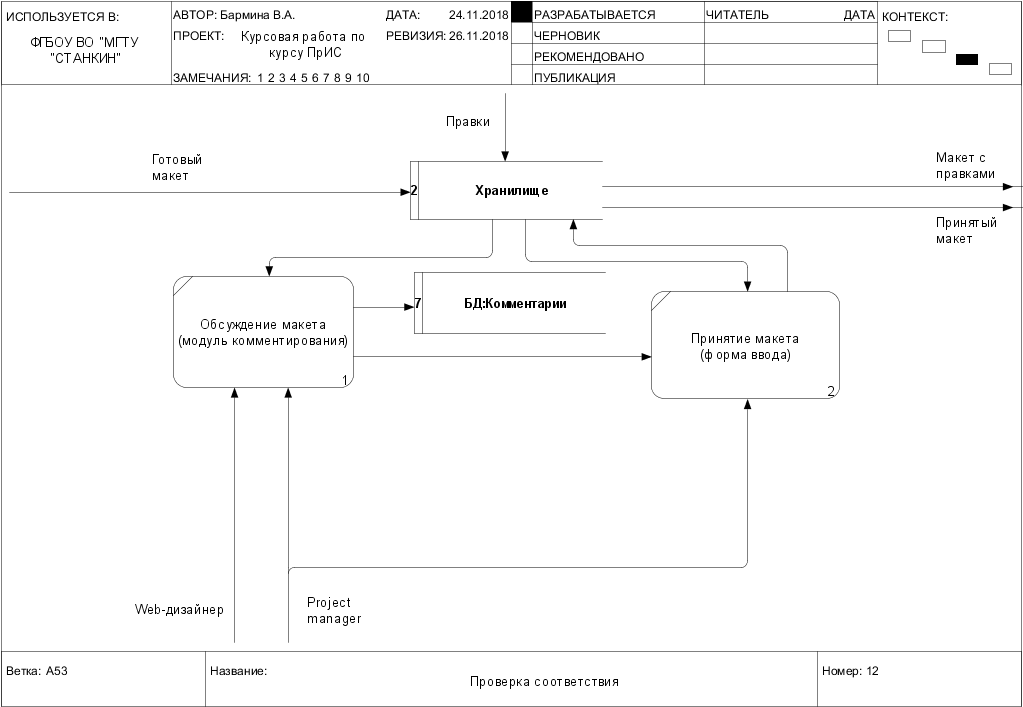 ИСПОЛЬЗУЕТСЯ В:
ФГБОУ ВО "МГТУ
"СТАНКИН"
АВТОР: Бармина В.А.
ДАТА: 24.11.2018
ПРОЕКТ: Курсовая работа по
курсу ПрИС
РЕВИЗИЯ: 26.11.2018
ЗАМЕЧАНИЯ: 1 2 3 4 5 6 7 8 9 10
РАЗРАБАТЫВАЕТСЯ
ЧЕРНОВИК
РЕКОМЕНДОВАНО
ПУБЛИКАЦИЯ
ЧИТАТЕЛЬ ДАТА
КОНТЕКСТ:
Правки
Готовый
макет
2 Хранилище
Макет с
правками
Принятый
макет
7 БД:Комментарии
Обсуждение макета
(модуль комментирования)
1
Принятие макета
(форма ввода)
2
Web-дизайнер
Project
manager
Ветка: A53
Название:
Проверка соответствия
Номер: 12